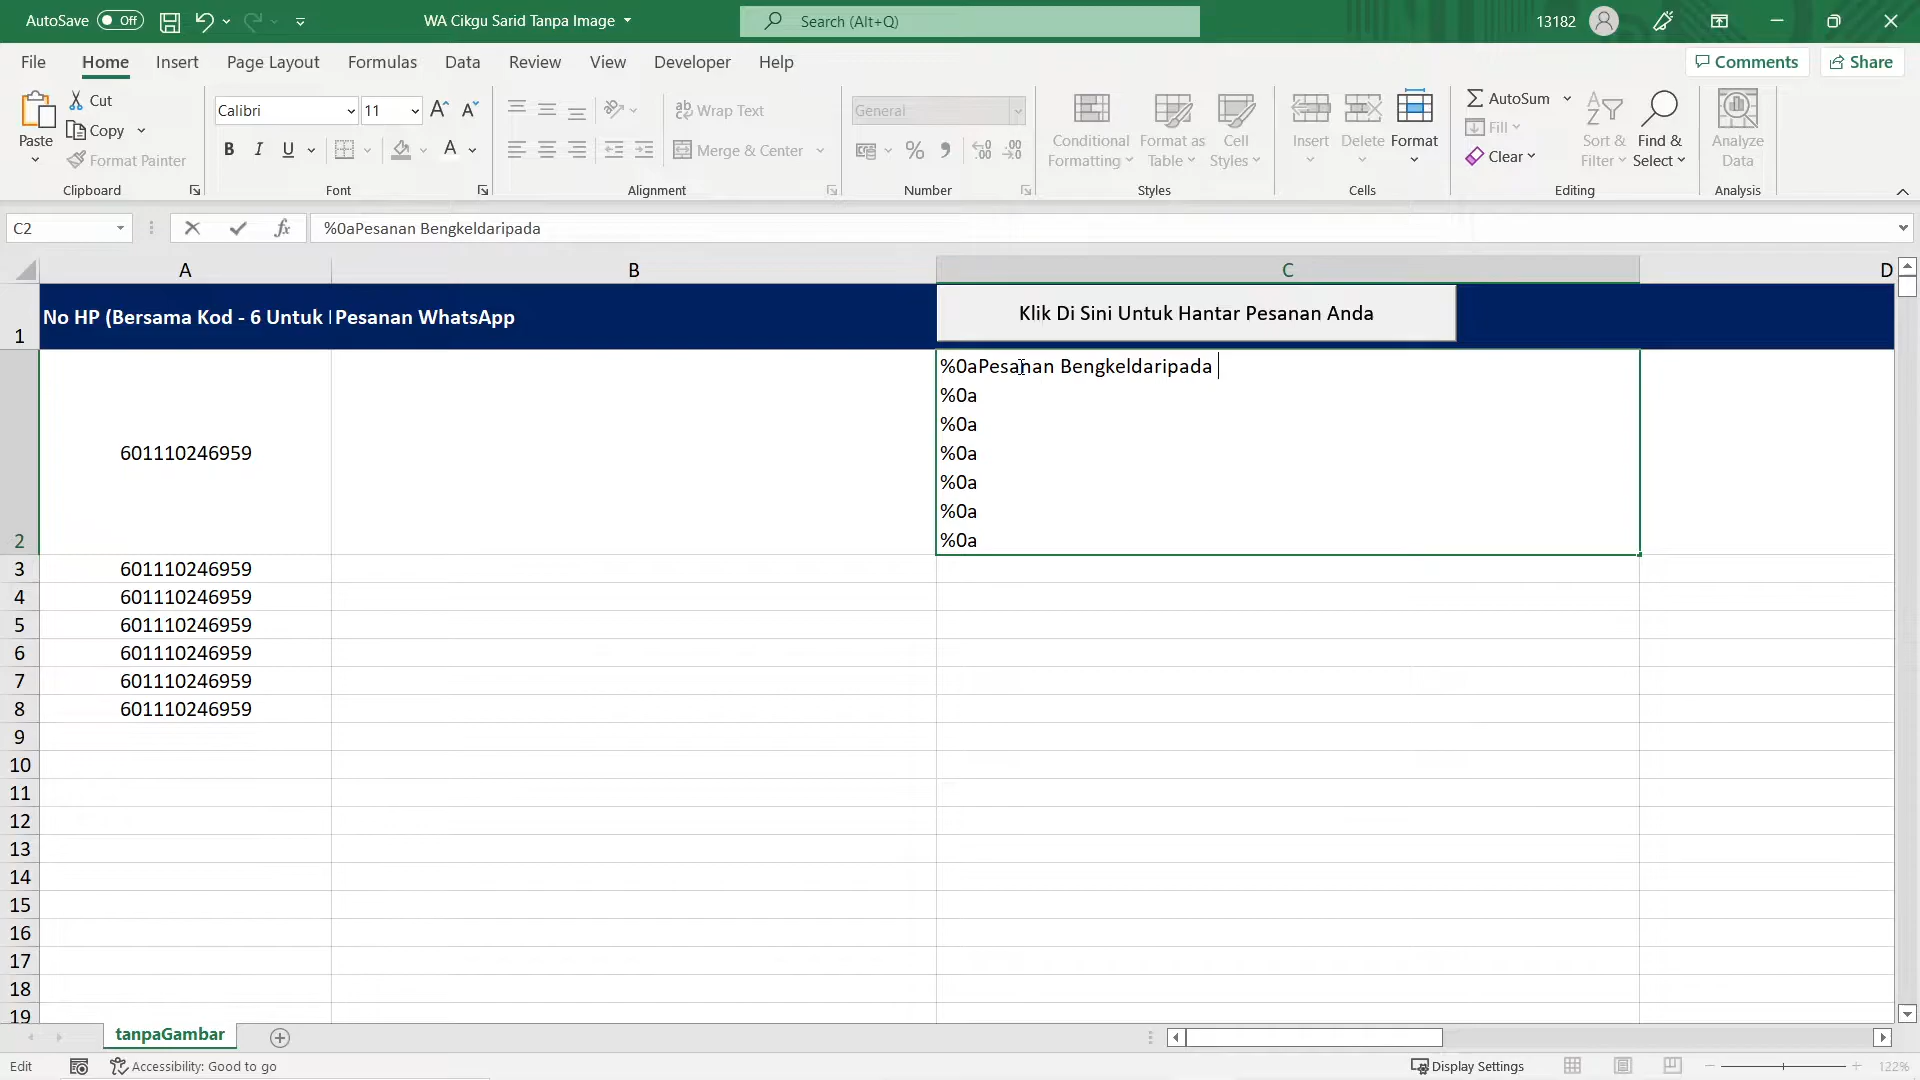 AutoSave Off WA Cikgu Sarid Tanpa Image Search (Alt+Q) 13182
File Home Insert Page Layout Formulas Data Review View Developer Help Comments Share
Paste
Cut
Copy
Format Painter
Clipboard
Calibri 11
B I U
Font
Wrap Text
Merge & Center
Alignment
General
Number
Conditional Formatting
Format as Table
Cell Styles
Styles
Insert Delete Format
Cells
AutoSum
Fill
Clear
Sort & Filter
Find & Select
Editing
Analyze Data
Analysis
C2 fx %0aPesanan Bengkeldaripada
A B C D
1 No HP (Bersama Kod - 6 Untuk Pesanan WhatsApp Klik Di Sini Untuk Hantar Pesanan Anda
%0aPesanan Bengkeldaripada
%0a
%0a
601110246959 %0a
%0a
%0a
2 %0a
3 601110246959
4 601110246959
5 601110246959
6 601110246959
7 601110246959
8 601110246959
9
10
11
12
13
14
15
16
17
18
19
tanpaGambar
Edit Accessibility: Good to go Display Settings 122%